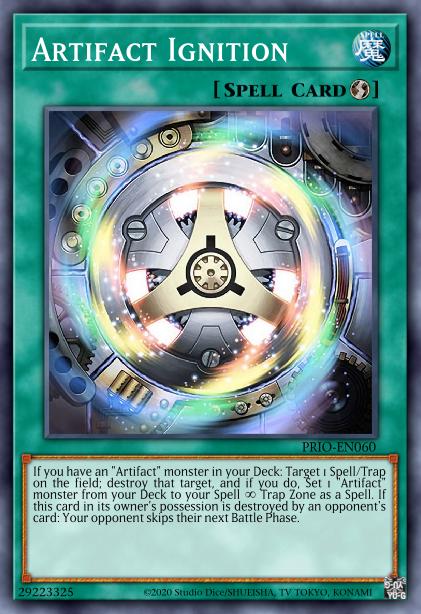 ARTIFACT IGNITION
SPELL
魔
[SPELL CARD]
PRIO-EN060
If you have an "Artifact" monster in your Deck: Target 1 Spell/Trap
on the field; destroy that target, and if you do, Set 1 "Artifact"
monster from your Deck to your Spell & Trap Zone as a Spell. If
this card in its owner's possession is destroyed by an opponent's
card: Your opponent skips their next Battle Phase.
29223325
©2020 Studio Dice/SHUEISHA, TV TOKYO, KONAMI